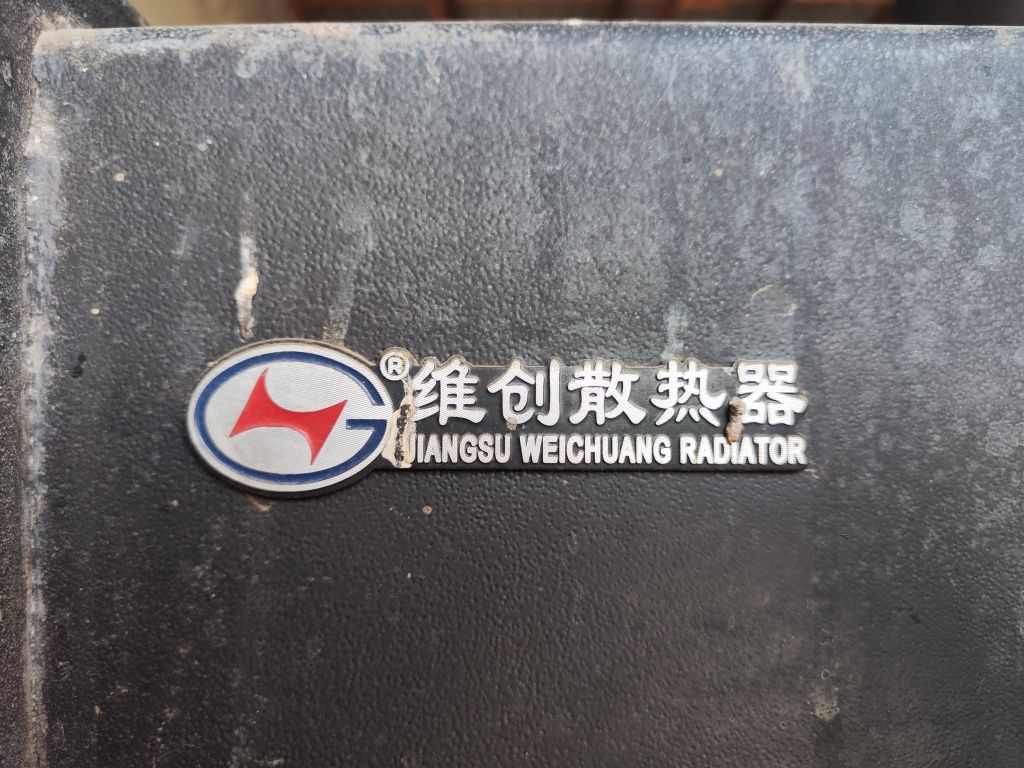 ® 维创散热器
JIANGSU WEICHUANG RADIATOR